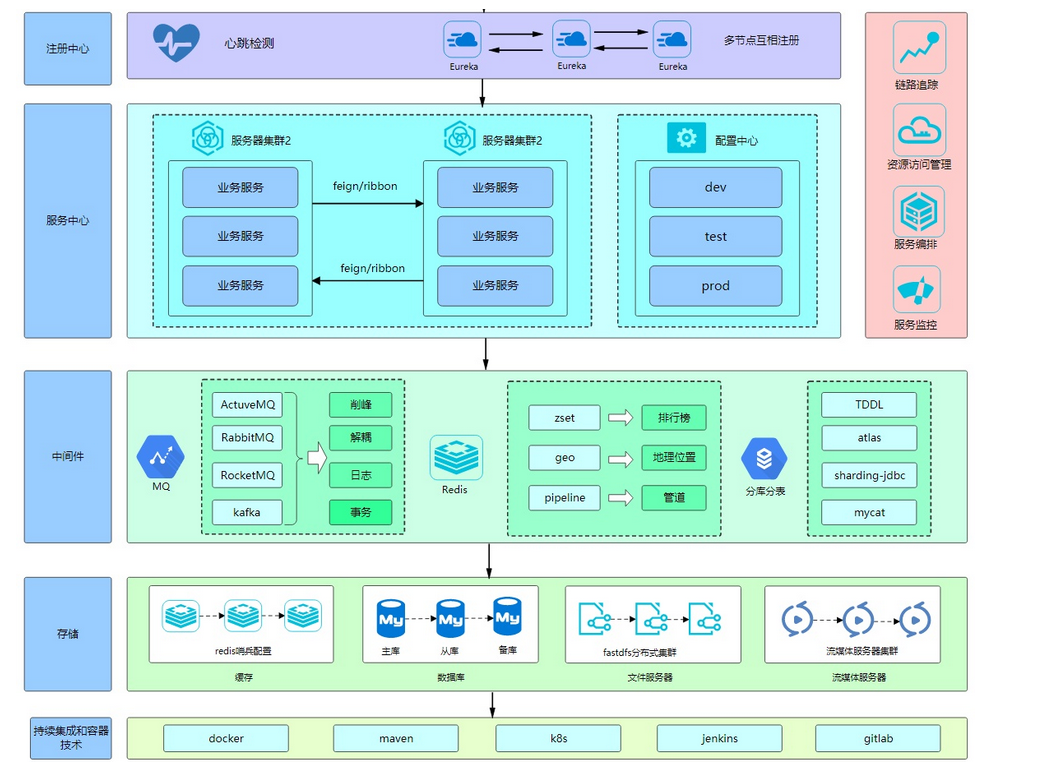 注册中心
心跳检测
Eureka
Eureka
Eureka
多节点互相注册
链路追踪
资源访问管理
服务编排
服务监控
服务中心
服务器集群2
业务服务
业务服务
业务服务
feign/ribbon
feign/ribbon
服务器集群2
业务服务
业务服务
业务服务
配置中心
dev
test
prod
中间件
MQ
ActuveMQ
RabbitMQ
RocketMQ
kafka
削峰
解耦
日志
事务
Redis
zset
排行榜
geo
地理位置
pipeline
管道
分库分表
TDDL
atlas
sharding-jdbc
mycat
存储
redis哨兵配置
缓存
My
My
My
主库
从库
备库
数据库
fastdfs分布式集群
文件服务器
流媒体服务器集群
流媒体服务器
持续集成和容器
技术
docker
maven
k8s
jenkins
gitlab